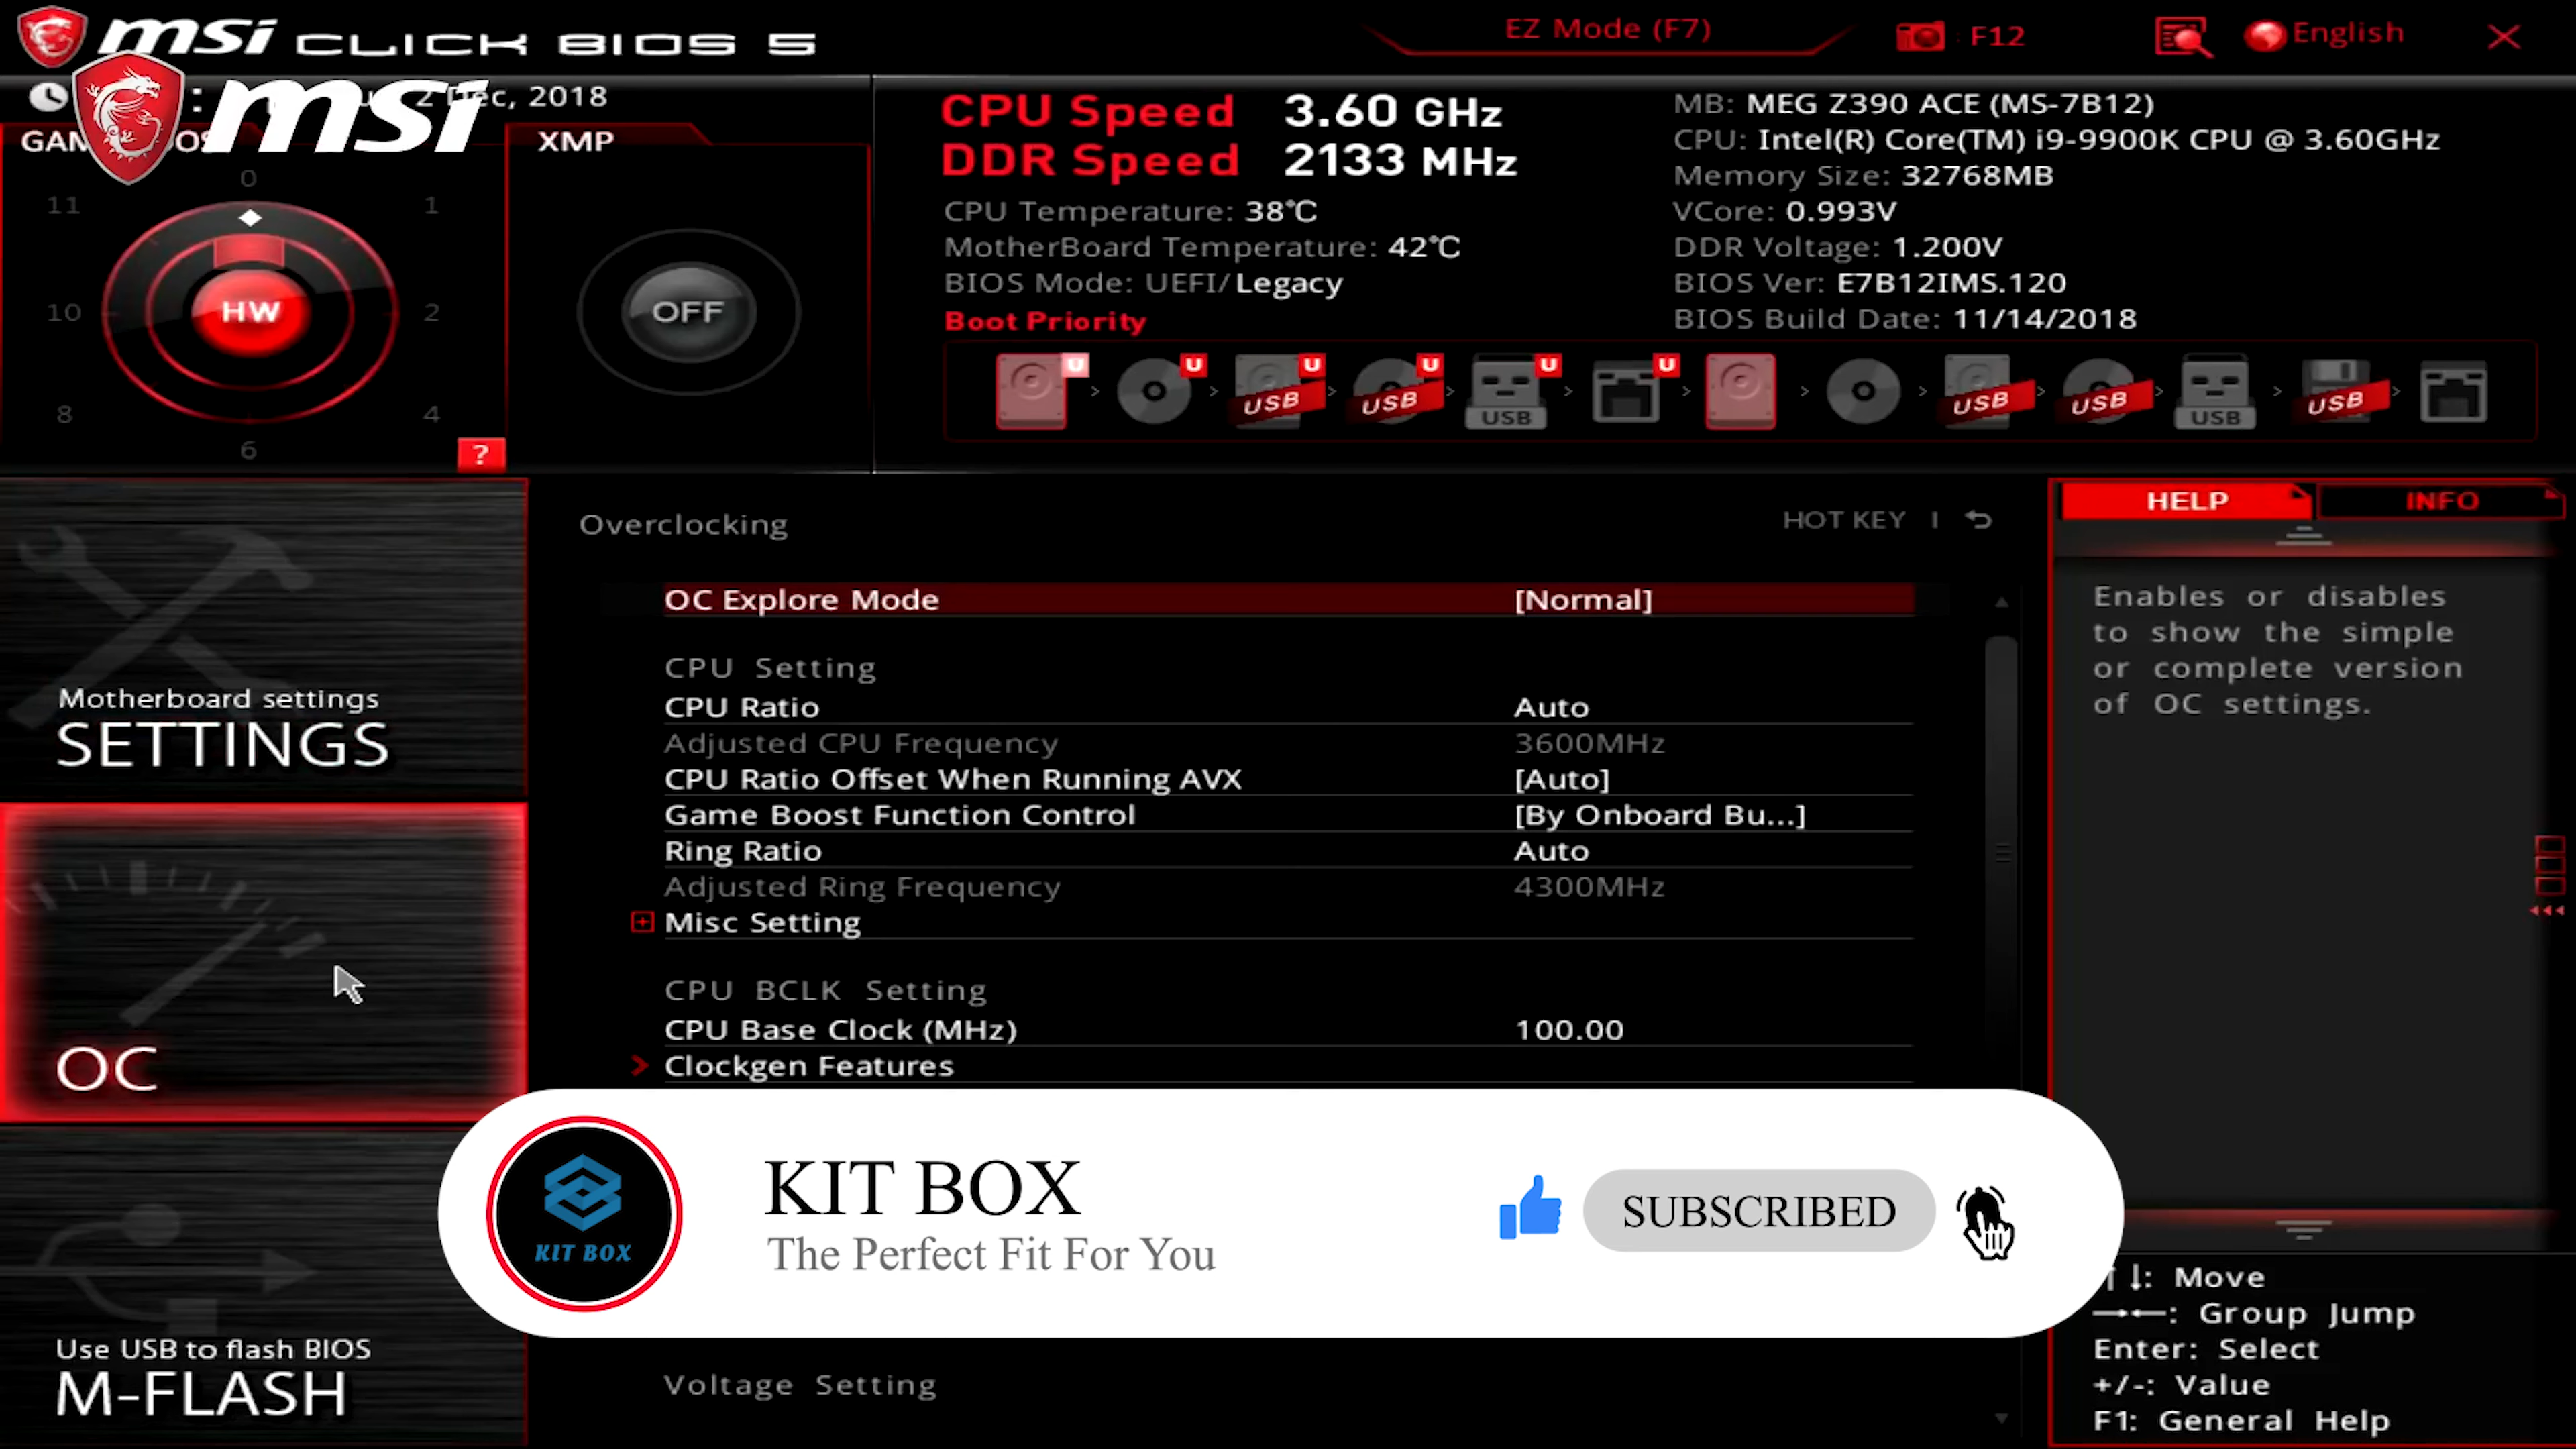 msi CLICK BIOS 5
EZ Mode (F7)
F12
English
msi
2 Dec, 2018
XMP
0
11
1
10
HW
2
8
4
6
?
OFF
CPU Speed 3.60 GHz
DDR Speed 2133 MHz
CPU Temperature: 38°C
MotherBoard Temperature: 42°C
BIOS Mode: UEFI/Legacy
Boot Priority
MB: MEG Z390 ACE (MS-7B12)
CPU: Intel(R) Core(TM) i9-9900K CPU @ 3.60GHz
Memory Size: 32768MB
VCore: 0.993V
DDR Voltage: 1.200V
BIOS Ver: E7B12IMS.120
BIOS Build Date: 11/14/2018
U U U U U U
USB USB USB USB USB USB USB
Motherboard settings
SETTINGS
OC
Use USB to flash BIOS
M-FLASH
Overclocking
HOT KEY
OC Explore Mode [Normal]
CPU Setting
CPU Ratio Auto
Adjusted CPU Frequency 3600MHz
CPU Ratio Offset When Running AVX [Auto]
Game Boost Function Control [By Onboard Bu...]
Ring Ratio Auto
Adjusted Ring Frequency 4300MHz
Misc Setting
CPU BCLK Setting
CPU Base Clock (MHz) 100.00
Clockgen Features
KIT BOX
KIT BOX
The Perfect Fit For You
SUBSCRIBED
Voltage Setting
HELP
INFO
Enables or disables
to show the simple
or complete version
of OC settings.
↑↓: Move
→←: Group Jump
Enter: Select
+/-: Value
F1: General Help